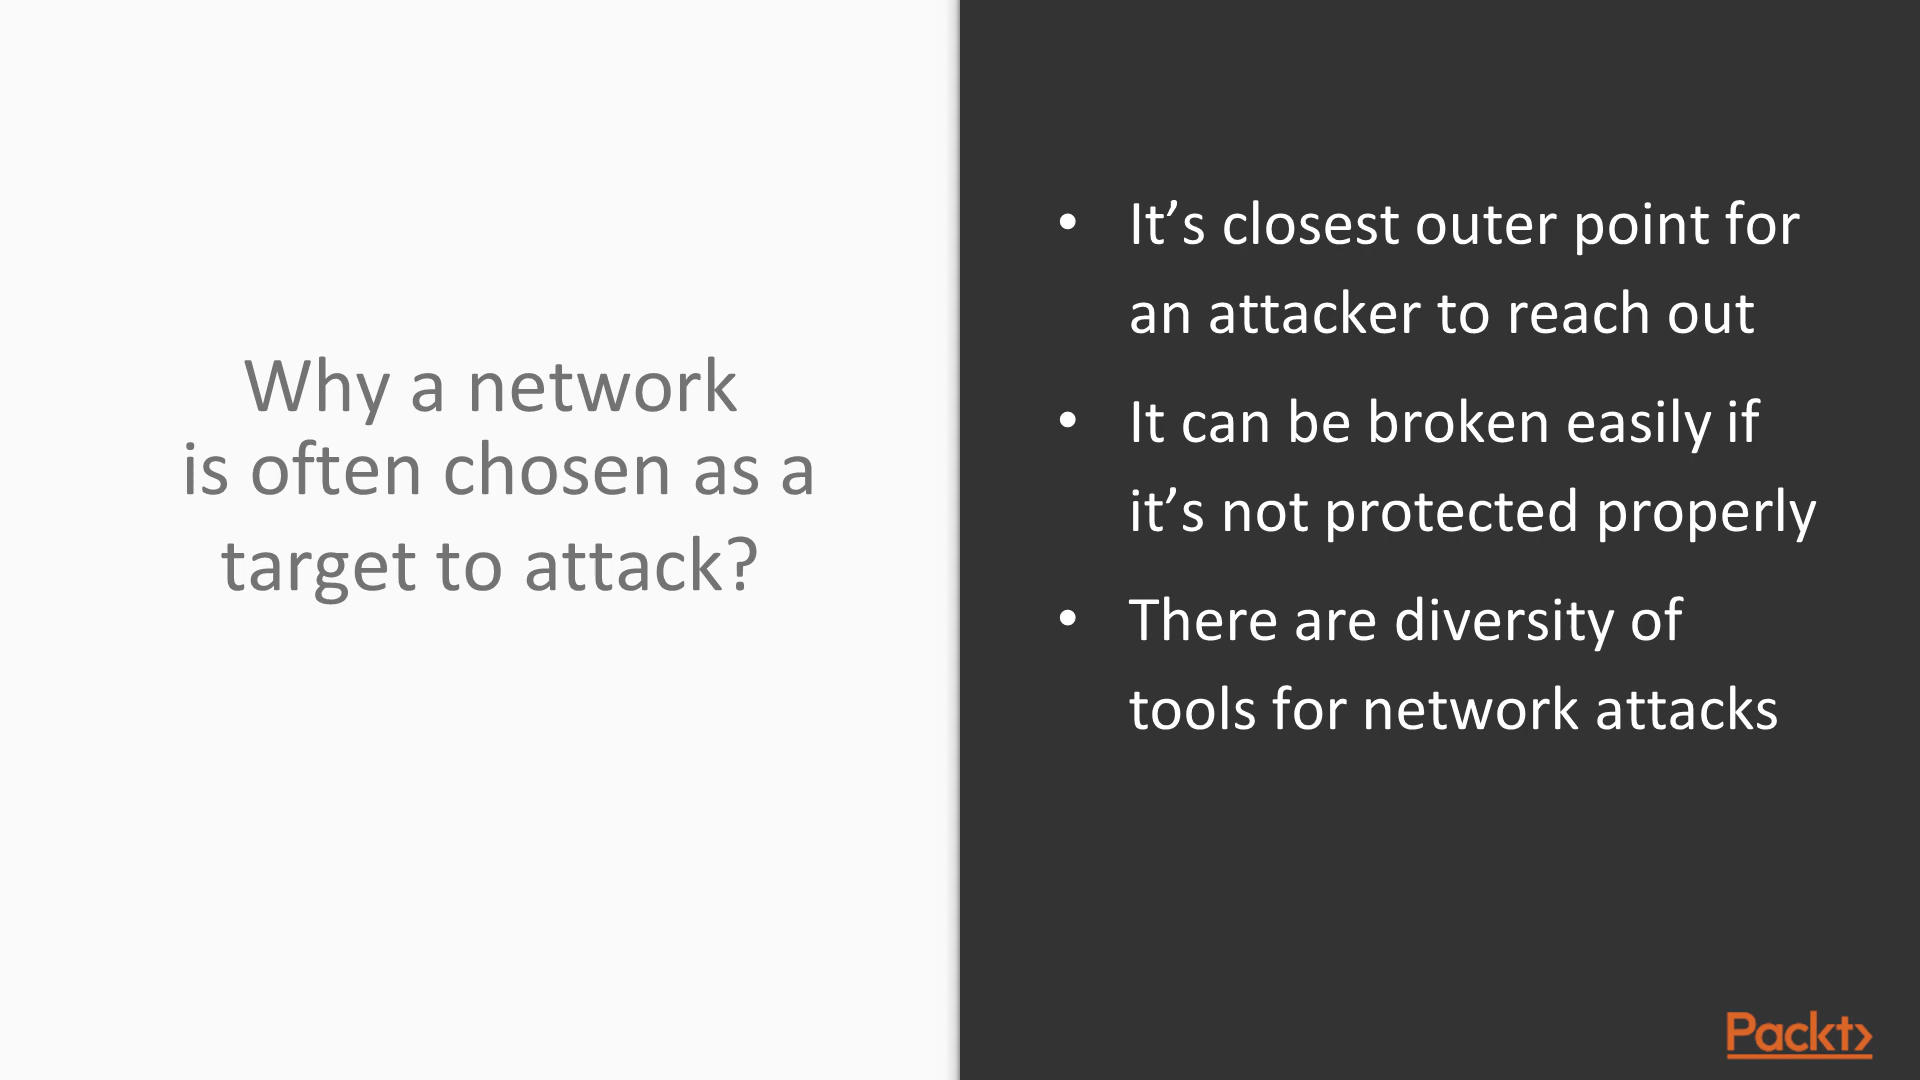 Why a network
is often chosen as a
target to attack?
• It’s closest outer point for
an attacker to reach out
• It can be broken easily if
it’s not protected properly
• There are diversity of
tools for network attacks
Packt>